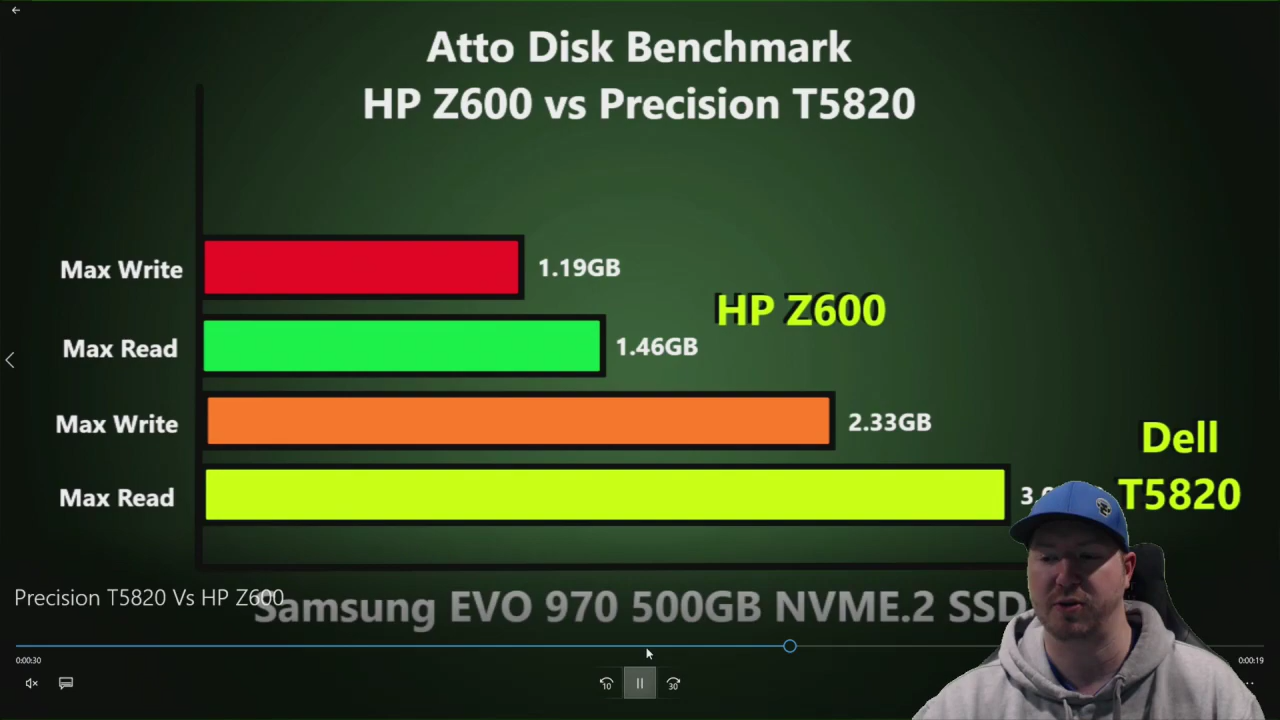 Atto Disk Benchmark
HP Z600 vs Precision T5820
Max Write 1.19GB
HP Z600
Max Read 1.46GB
Max Write 2.33GB
Dell
T5820
Max Read
Precision T5820 Vs HP Z600
Samsung EVO 970 500GB NVME.2 SSD
0:00:30
0:00:19
10
30